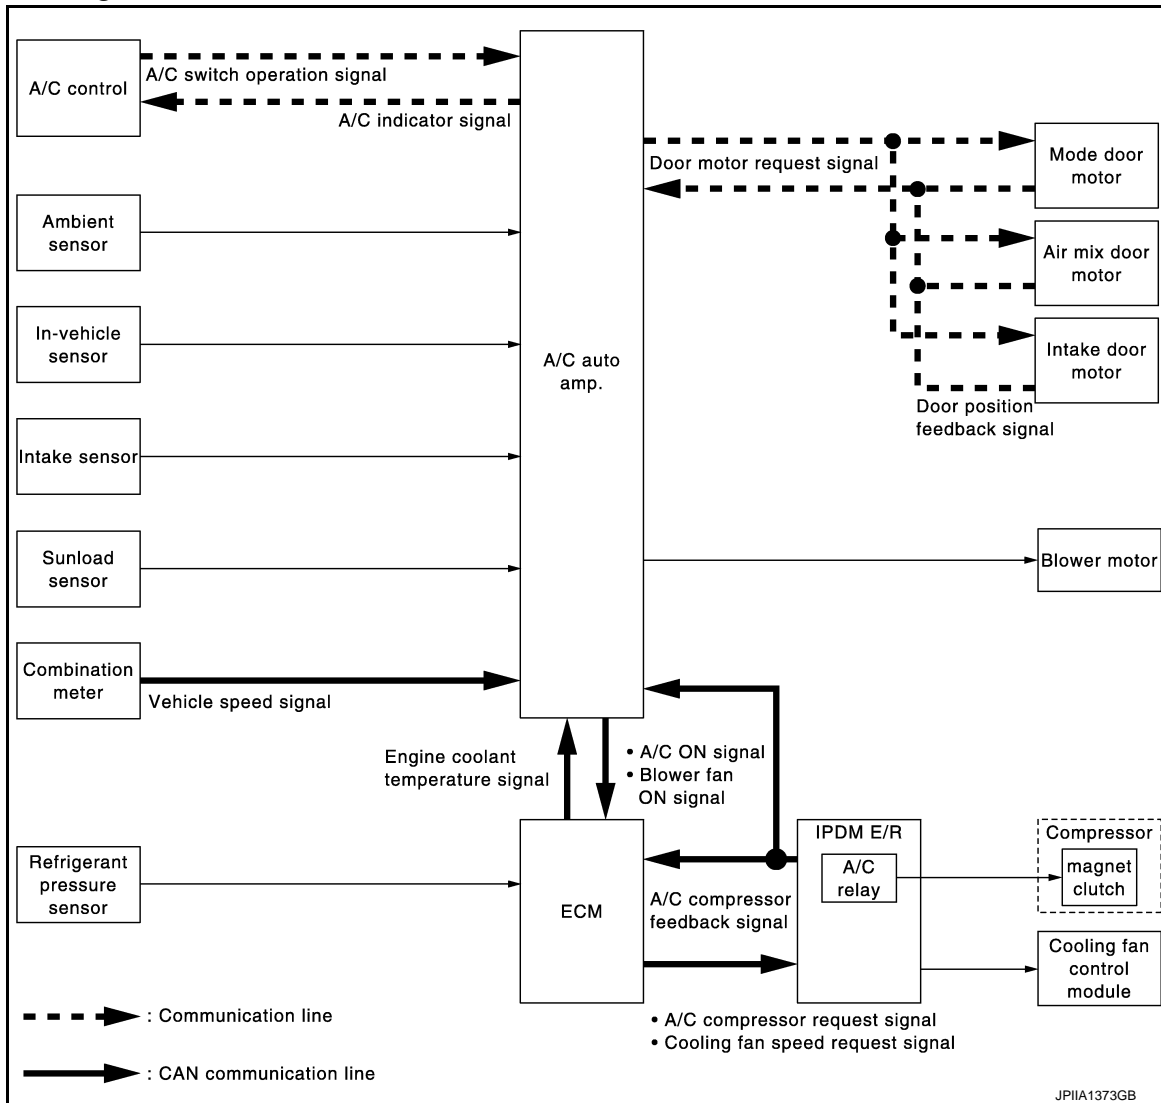 A/C control
A/C switch operation signal
A/C indicator signal
Ambient
sensor
In-vehicle
sensor
Intake sensor
Sunload
sensor
Combination
meter
Vehicle speed signal
A/C auto
amp.
Door motor request signal
Mode door
motor
Air mix door
motor
Intake door
motor
Door position
feedback signal
Blower motor
Engine coolant
temperature signal
• A/C ON signal
• Blower fan
ON signal
Refrigerant
pressure
sensor
ECM
A/C compressor
feedback signal
IPDM E/R
A/C
relay
Compressor
magnet
clutch
Cooling fan
control
module
• A/C compressor request signal
• Cooling fan speed request signal
: Communication line
: CAN communication line
JPIIA1373GB